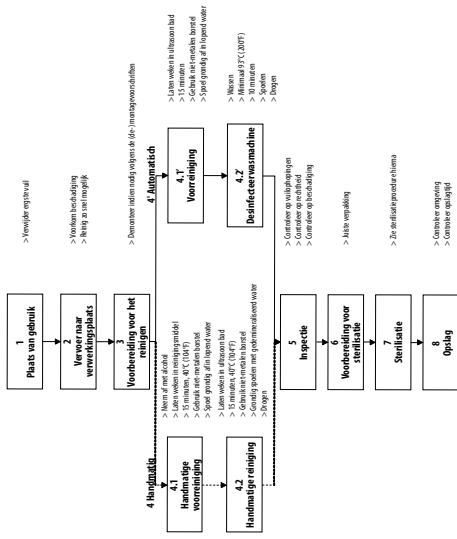 1
Plaats van gebruik
> Verwijder ergste vuil
2
Vervoer naar
verwerkingsplaats
> Voorkom beschadiging
> Reinig zo snel mogelijk
3
Voorbereiding voor het
reinigen
> Demonteer indien nodig volgens de (de-) montagevoorschriften
4 Handmatig
4.1
Handmatige
voorreiniging
> Neem af met alcohol
> Laten weken in reinigingsmiddel
> 15 minuten, 40°C (104°F)
> Gebruik niet-metalen borstel
> Spoel grondig af in lopend water
4.2
Handmatige reiniging
> Laten weken in ultrasoon bad
> 15 minuten, 40°C (104°F)
> Gebruik niet-metalen borstel
> Grondig spoelen met gedemineraliseerd water
> Drogen
4' Automatisch
4.1'
Voorreiniging
> Laten weken in ultrasoon bad
> 15 minuten
> Gebruik niet-metalen borstel
> Spoel grondig af in lopend water
4.2'
Desinfecteerwasmachine
> Wassen
> Minimaal 93°C (200°F)
> 10 minuten
> Spoelen
> Drogen
5
Inspectie
> Controleer op vuilophopingen
> Controleer op rechtheid
> Controleer op beschadiging
6
Voorbereiding voor
sterilisatie
> Juiste verpakking
7
Sterilisatie
> Zie sterilisatieprocedure hierna
8
Opslag
> Controleer omgeving
> Controleer opslagtijd